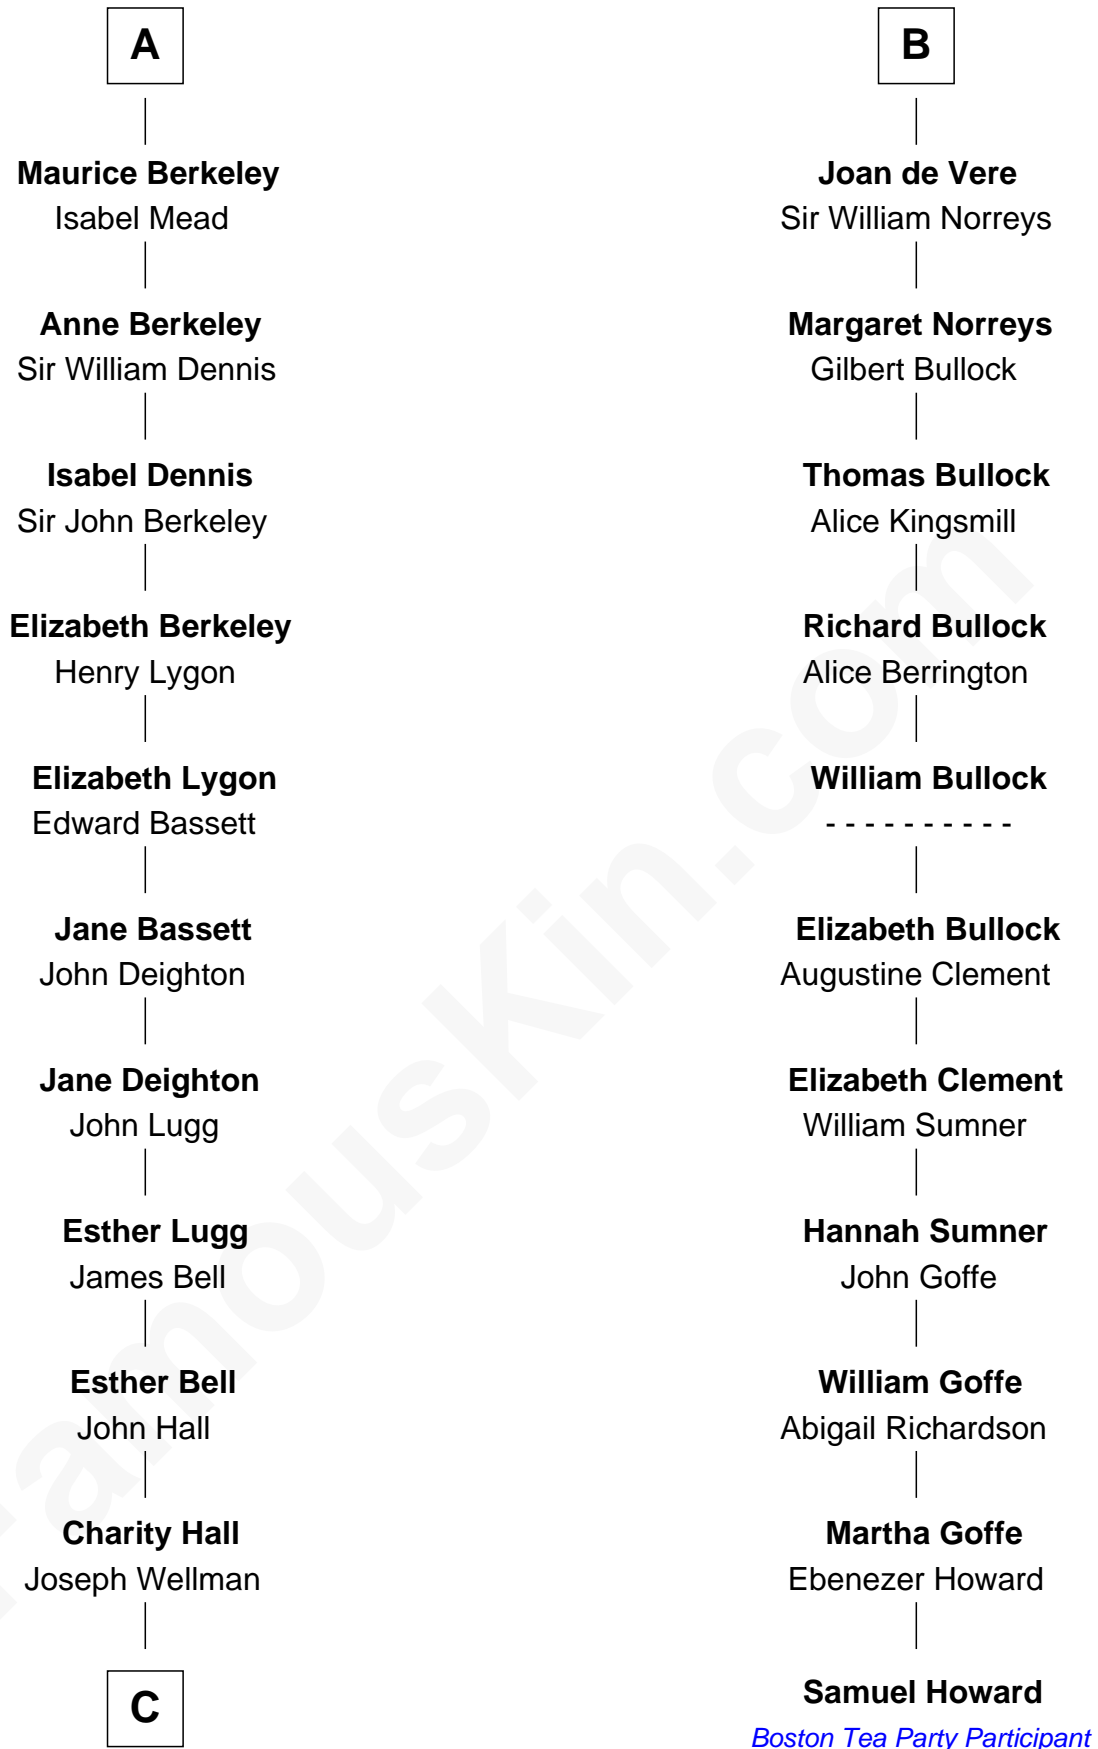 A
Maurice Berkeley
Isabel Mead
Anne Berkeley
Sir William Dennis
Isabel Dennis
Sir John Berkeley
Elizabeth Berkeley
Henry Lygon
Elizabeth Lygon
Edward Bassett
Jane Bassett
John Deighton
Jane Deighton
John Lugg
Esther Lugg
James Bell
Esther Bell
John Hall
Charity Hall
Joseph Wellman
C
B
Joan de Vere
Sir William Norreys
Margaret Norreys
Gilbert Bullock
Thomas Bullock
Alice Kingsmill
Richard Bullock
Alice Berrington
William Bullock
- - - - - - - - - -
Elizabeth Bullock
Augustine Clement
Elizabeth Clement
William Sumner
Hannah Sumner
John Goffe
William Goffe
Abigail Richardson
Martha Goffe
Ebenezer Howard
Samuel Howard
Boston Tea Party Participant
FamousKin.com